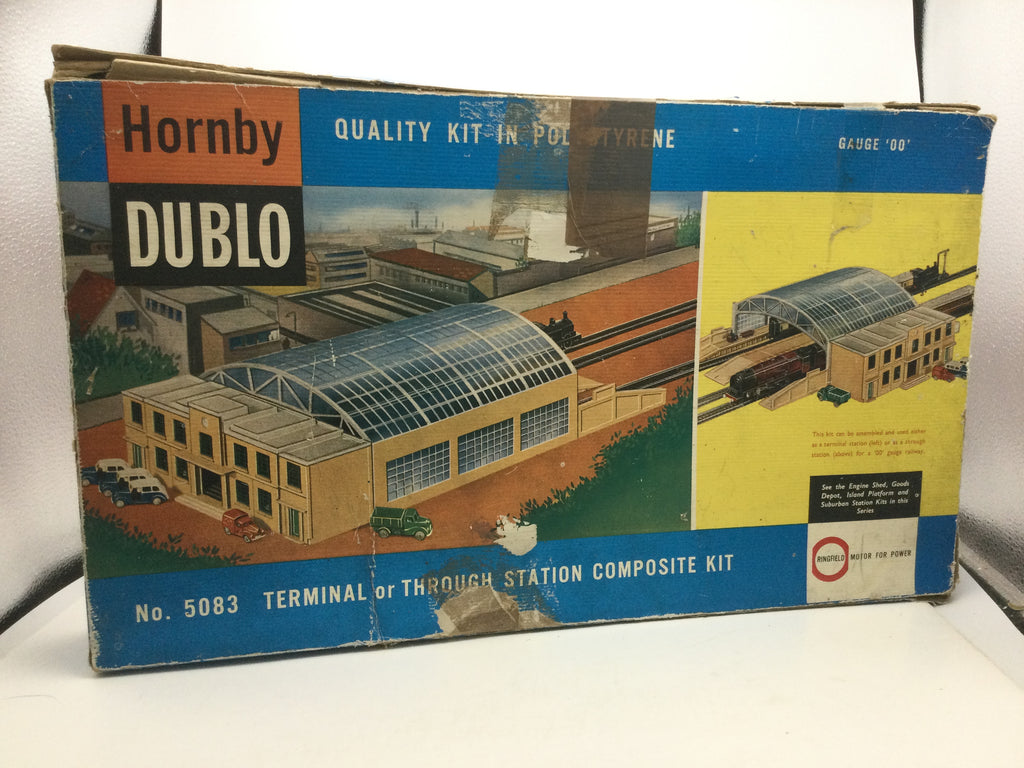 Hornby
DUBLO
QUALITY KIT IN POLYSTYRENE
GAUGE 'OO'
This kit can be assembled and used either
as a terminal station (left) or as a through
station (above) for a 'OO' gauge railway.
See the Engine Shed, Goods
Depot, Island Platform and
Suburban Station Kits in this
Series
RINGFIELD MOTOR FOR POWER
No. 5083 TERMINAL or THROUGH STATION COMPOSITE KIT